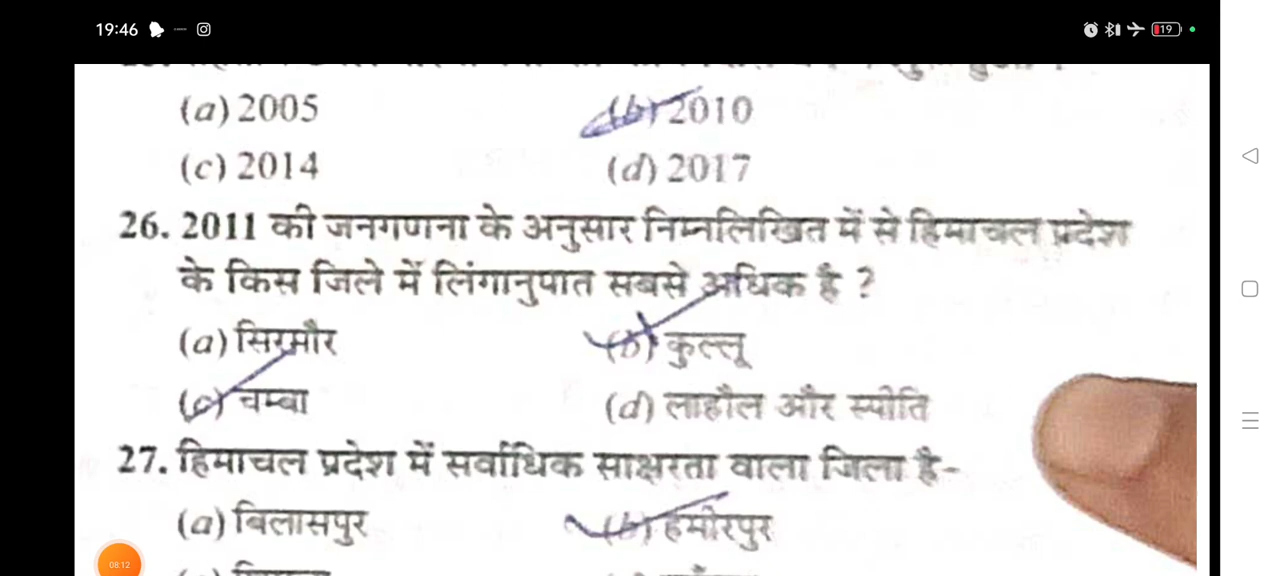 19:46
19
(a) 2005 (b) 2010
(c) 2014 (d) 2017
26. 2011 की जनगणना के अनुसार निम्नलिखित में से हिमाचल प्रदेश
के किस जिले में लिंगानुपात सबसे अधिक है ?
(a) सिरमौर (b) कुल्लू
(c) चम्बा (d) लाहौल और स्पीति
27. हिमाचल प्रदेश में सर्वाधिक साक्षरता वाला जिला है-
(a) बिलासपुर (b) हमीरपुर
08:12